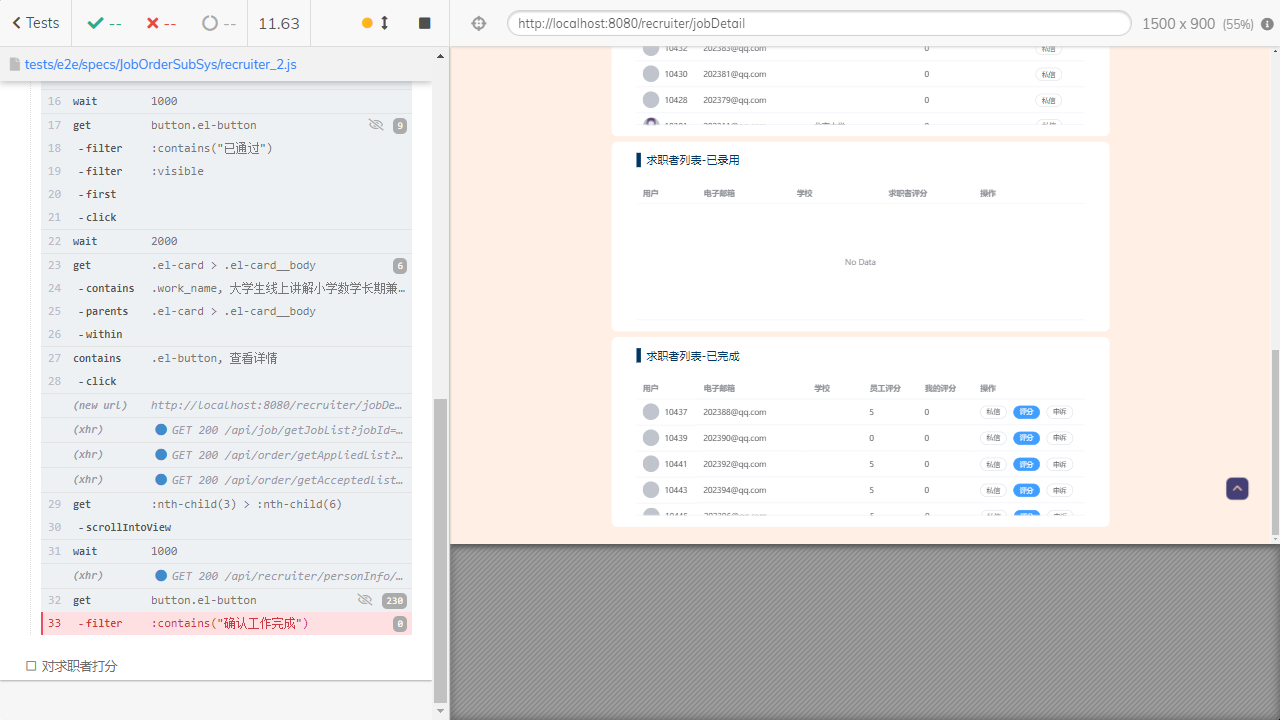 Tests
--
--
--
11.63
http://localhost:8080/recruiter/jobDetail
1500 x 900 (55%)
tests/e2e/specs/JobOrderSubSys/recruiter_2.js
16 wait 1000
17 get button.el-button 9
18 -filter :contains("已通过")
19 -filter :visible
20 -first
21 -click
22 wait 2000
23 get .el-card > .el-card__body 6
24 -contains .work_name, 大学生线上讲解小学数学长期兼…
25 -parents .el-card > .el-card__body
26 -within
27 contains .el-button, 查看详情
28 -click
(new url) http://localhost:8080/recruiter/jobDe…
(xhr) GET 200 /api/job/getJobList?jobId=…
(xhr) GET 200 /api/order/getAppliedList?…
(xhr) GET 200 /api/order/getAcceptedList…
29 get :nth-child(3) > :nth-child(6)
30 -scrollIntoView
31 wait 1000
(xhr) GET 200 /api/recruiter/personInfo/…
32 get button.el-button 230
33 -filter :contains("确认工作完成") 0
对求职者打分
10432 202383@qq.com 0 私信
10430 202381@qq.com 0 私信
10428 202379@qq.com 0 私信
求职者列表-已录用
用户 电子邮箱 学校 求职者评分 操作
No Data
求职者列表-已完成
用户 电子邮箱 学校 员工评分 我的评分 操作
10437 202388@qq.com 5 0 私信 评分 申诉
10439 202390@qq.com 0 0 私信 评分 申诉
10441 202392@qq.com 5 0 私信 评分 申诉
10443 202394@qq.com 5 0 私信 评分 申诉